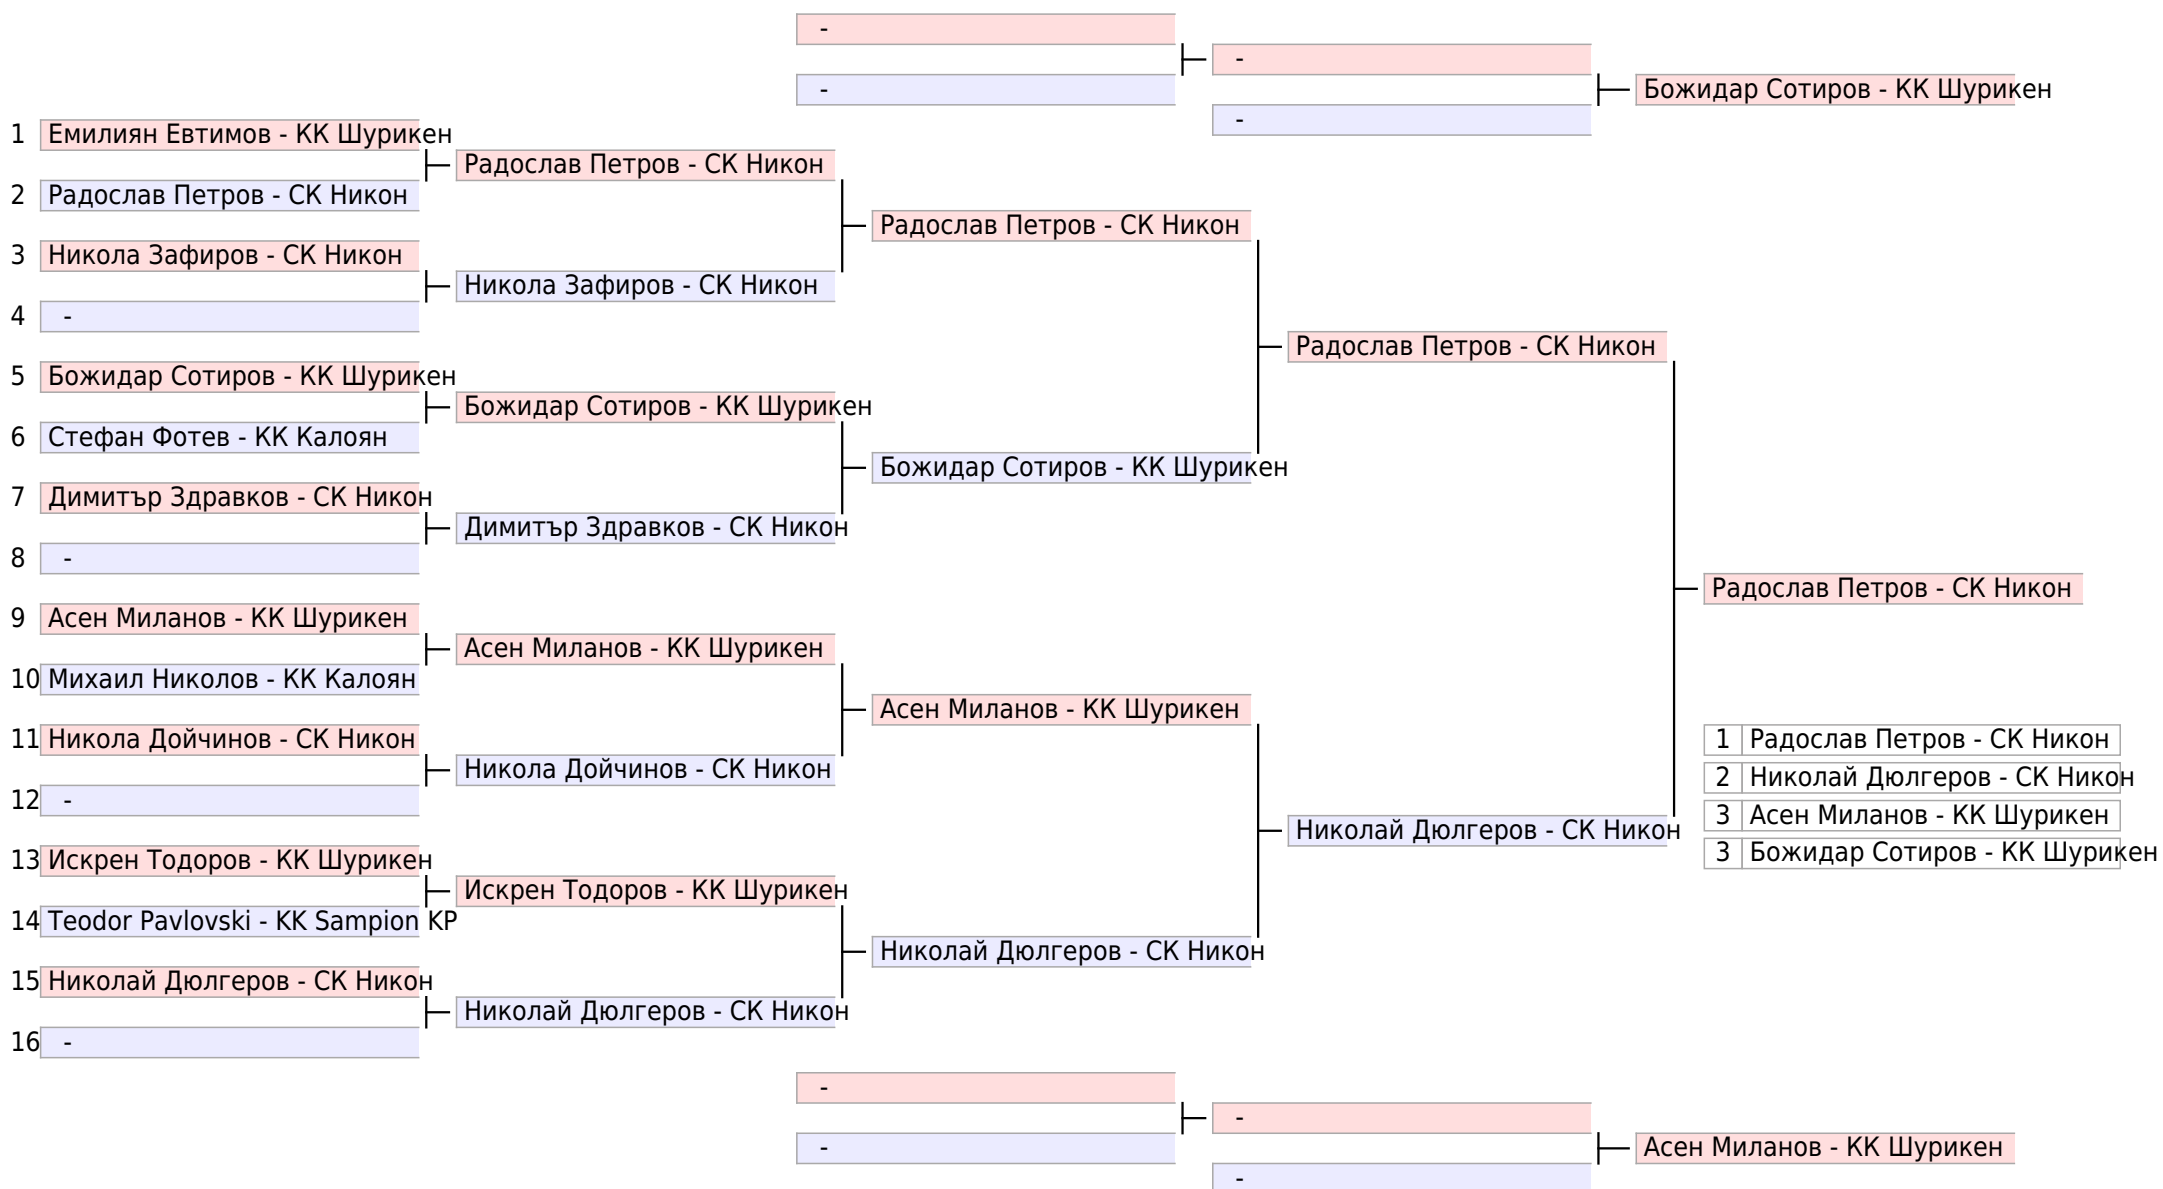 -
-
-
-
Божидар Сотиров - КК Шурикен
1 Емилиян Евтимов - КК Шурикен
2 Радослав Петров - СК Никон
3 Никола Зафиров - СК Никон
4 -
5 Божидар Сотиров - КК Шурикен
6 Стефан Фотев - КК Калоян
7 Димитър Здравков - СК Никон
8 -
9 Асен Миланов - КК Шурикен
10 Михаил Николов - КК Калоян
11 Никола Дойчинов - СК Никон
12 -
13 Искрен Тодоров - КК Шурикен
14 Teodor Pavlovski - KK Sampion KP
15 Николай Дюлгеров - СК Никон
16 -
Радослав Петров - СК Никон
Никола Зафиров - СК Никон
Божидар Сотиров - КК Шурикен
Димитър Здравков - СК Никон
Асен Миланов - КК Шурикен
Никола Дойчинов - СК Никон
Искрен Тодоров - КК Шурикен
Николай Дюлгеров - СК Никон
Радослав Петров - СК Никон
Божидар Сотиров - КК Шурикен
Асен Миланов - КК Шурикен
Николай Дюлгеров - СК Никон
Радослав Петров - СК Никон
Николай Дюлгеров - СК Никон
Радослав Петров - СК Никон
1 Радослав Петров - СК Никон
2 Николай Дюлгеров - СК Никон
3 Асен Миланов - КК Шурикен
3 Божидар Сотиров - КК Шурикен
-
-
-
-
Асен Миланов - КК Шурикен